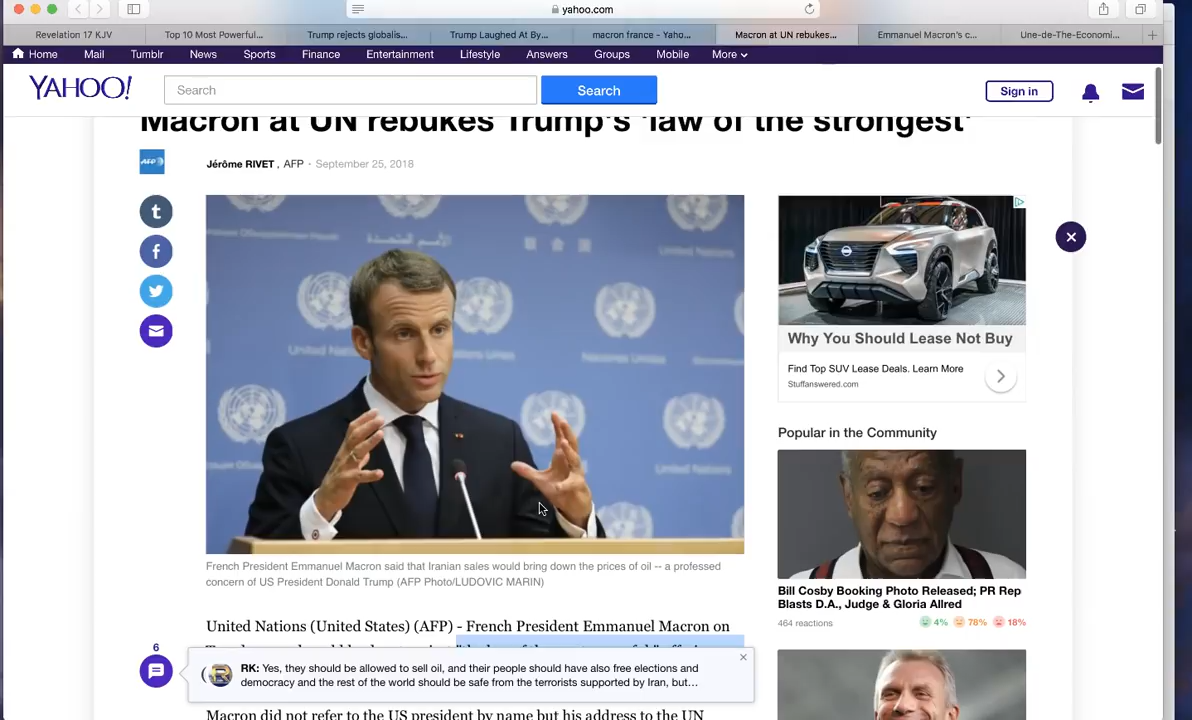 yahoo.com
Revelation 17 KJV
Top 10 Most Powerful...
Trump rejects globalis...
Trump Laughed At By...
macron france - Yaho...
Macron at UN rebukes...
Emmanuel Macron's c...
Une-de-The-Economi...
Home Mail Tumblr News Sports Finance Entertainment Lifestyle Answers Groups Mobile More
YAHOO!
Search
Search
Sign in
Macron at UN rebukes Trump's 'law of the strongest'
AFP
Jérôme RIVET , AFP · September 25, 2018
United Nations
French President Emmanuel Macron said that Iranian sales would bring down the prices of oil -- a professed
concern of US President Donald Trump (AFP Photo/LUDOVIC MARIN)
United Nations (United States) (AFP) - French President Emmanuel Macron on
6
RK: Yes, they should be allowed to sell oil, and their people should have also free elections and
democracy and the rest of the world should be safe from the terrorists supported by Iran, but...
Macron did not refer to the US president by name but his address to the UN
Why You Should Lease Not Buy
Find Top SUV Lease Deals. Learn More
Stuffanswered.com
Popular in the Community
Bill Cosby Booking Photo Released; PR Rep
Blasts D.A., Judge & Gloria Allred
464 reactions
4% 78% 18%